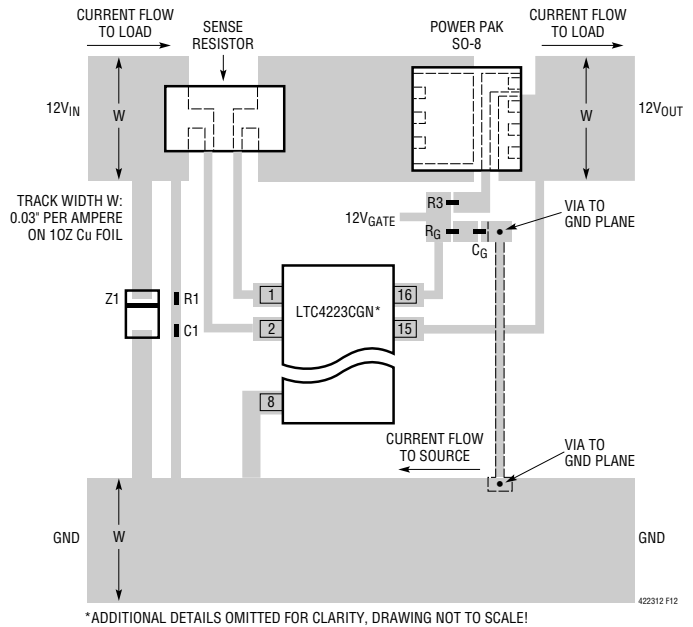 CURRENT FLOW
TO LOAD
SENSE
RESISTOR
POWER PAK
SO-8
CURRENT FLOW
TO LOAD
12VIN
W
W
12VOUT
TRACK WIDTH W:
0.03" PER AMPERE
ON 1OZ Cu FOIL
R3
12VGATE
RG
CG
VIA TO
GND PLANE
Z1
R1
C1
1
LTC4223CGN*
16
2
15
8
CURRENT FLOW
TO SOURCE
VIA TO
GND PLANE
GND
W
GND
422312 F12
*ADDITIONAL DETAILS OMITTED FOR CLARITY, DRAWING NOT TO SCALE!